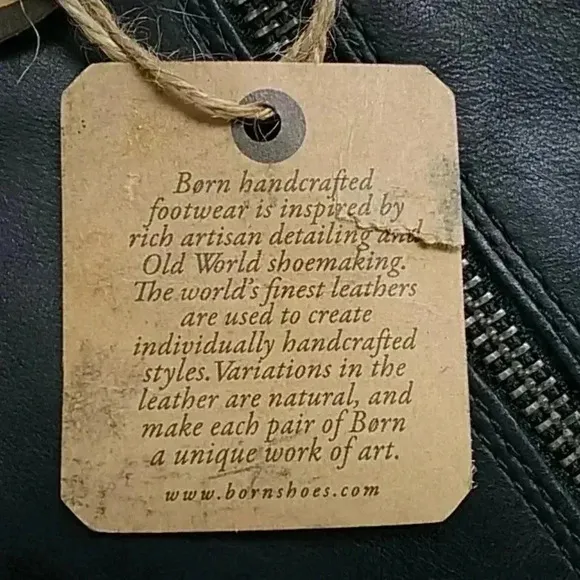 Børn handcrafted
footwear is inspired by
rich artisan detailing and
Old World shoemaking.
The world's finest leathers
are used to create
individually handcrafted
styles. Variations in the
leather are natural, and
make each pair of Børn
a unique work of art.
www.bornshoes.com